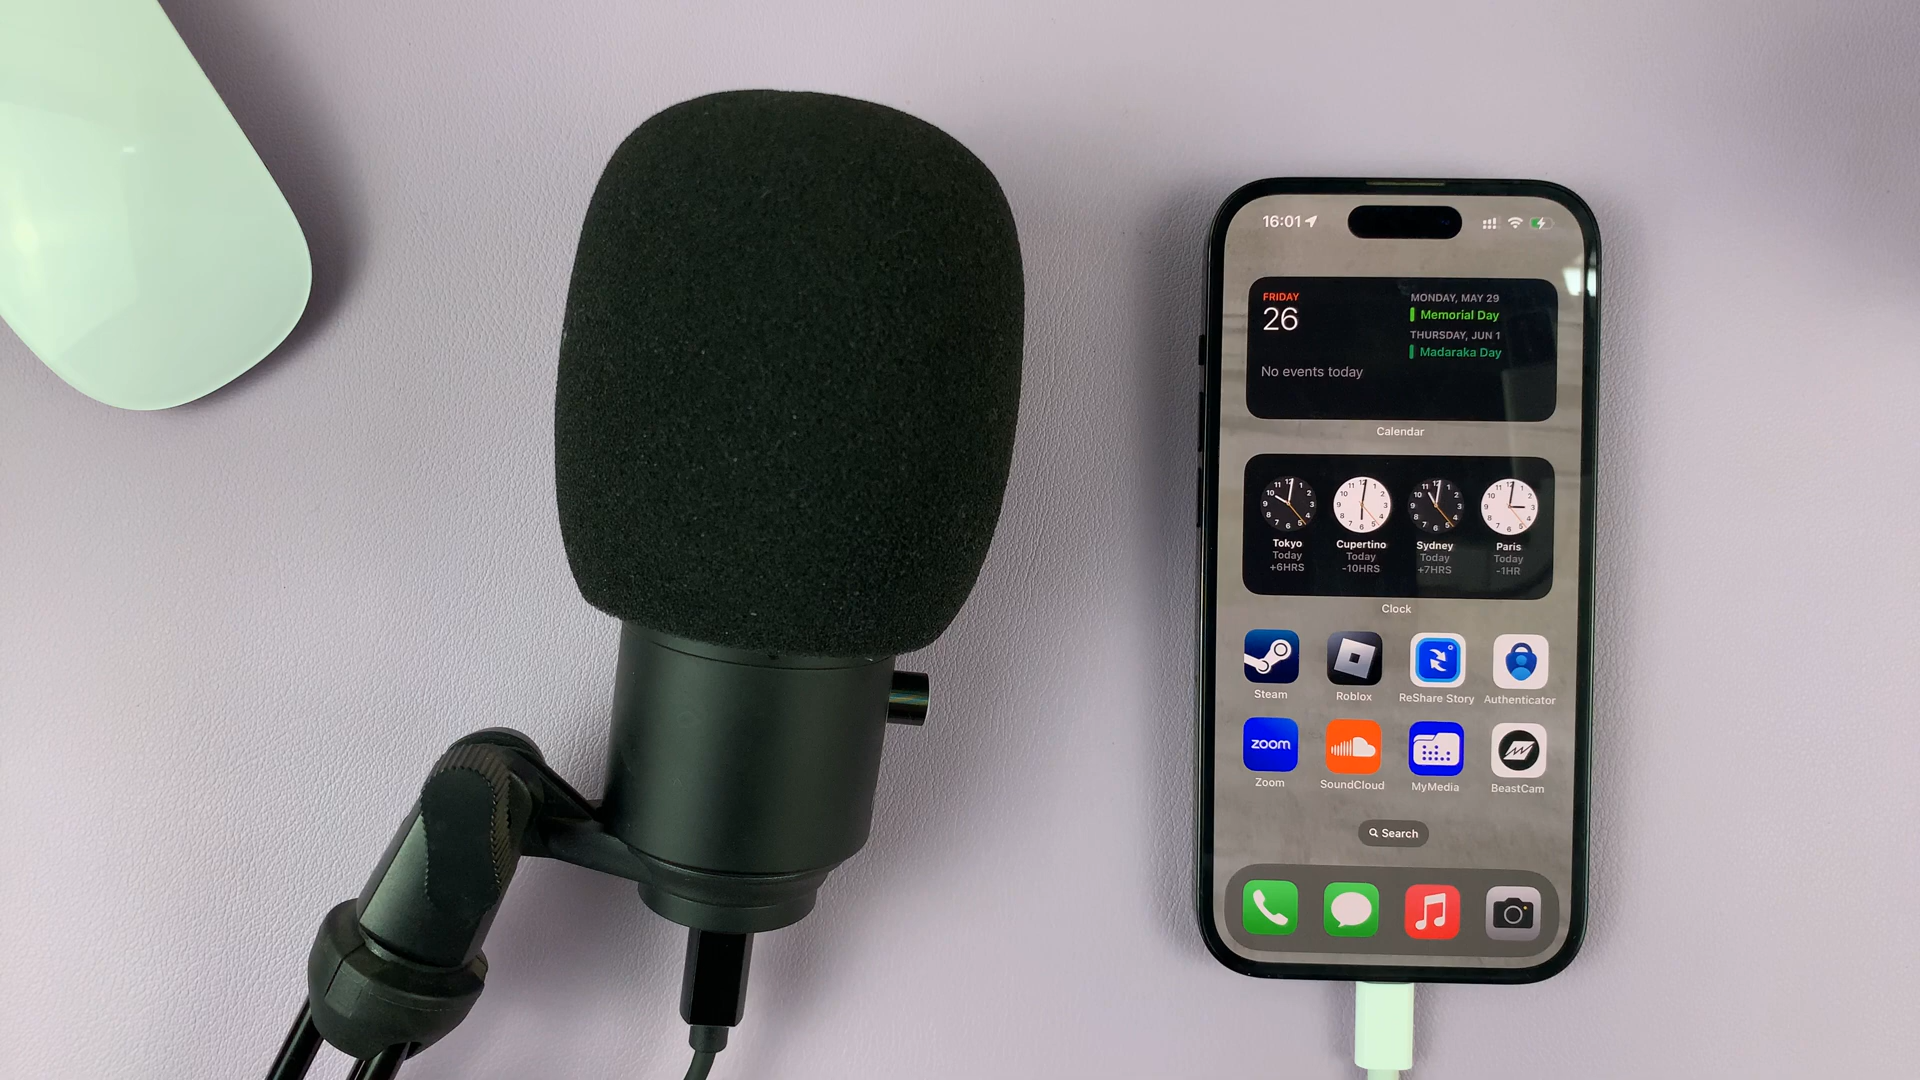 16:01
FRIDAY
26
No events today
MONDAY, MAY 29
Memorial Day
THURSDAY, JUN 1
Madaraka Day
Calendar
Tokyo Cupertino Sydney Paris
Today Today Today Today
+6HRS -10HRS +7HRS -1HR
Clock
Steam Roblox ReShare Story Authenticator
zoom
Zoom SoundCloud MyMedia BeastCam
Search